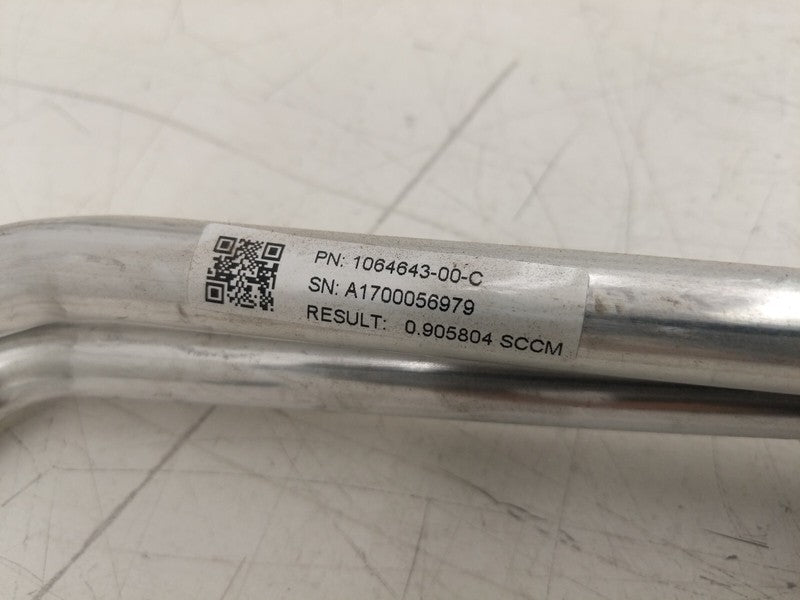 PN: 1064643-00-C
SN: A1700056979
RESULT: 0.905804 SCCM